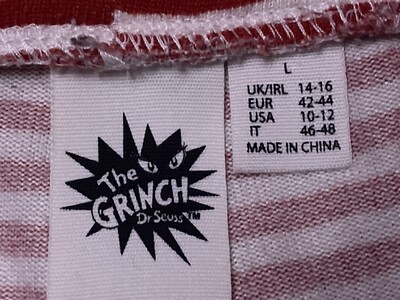 The
GRINCH
Dr Seuss™
L
UK/IRL 14-16
EUR 42-44
USA 10-12
IT 46-48
MADE IN CHINA